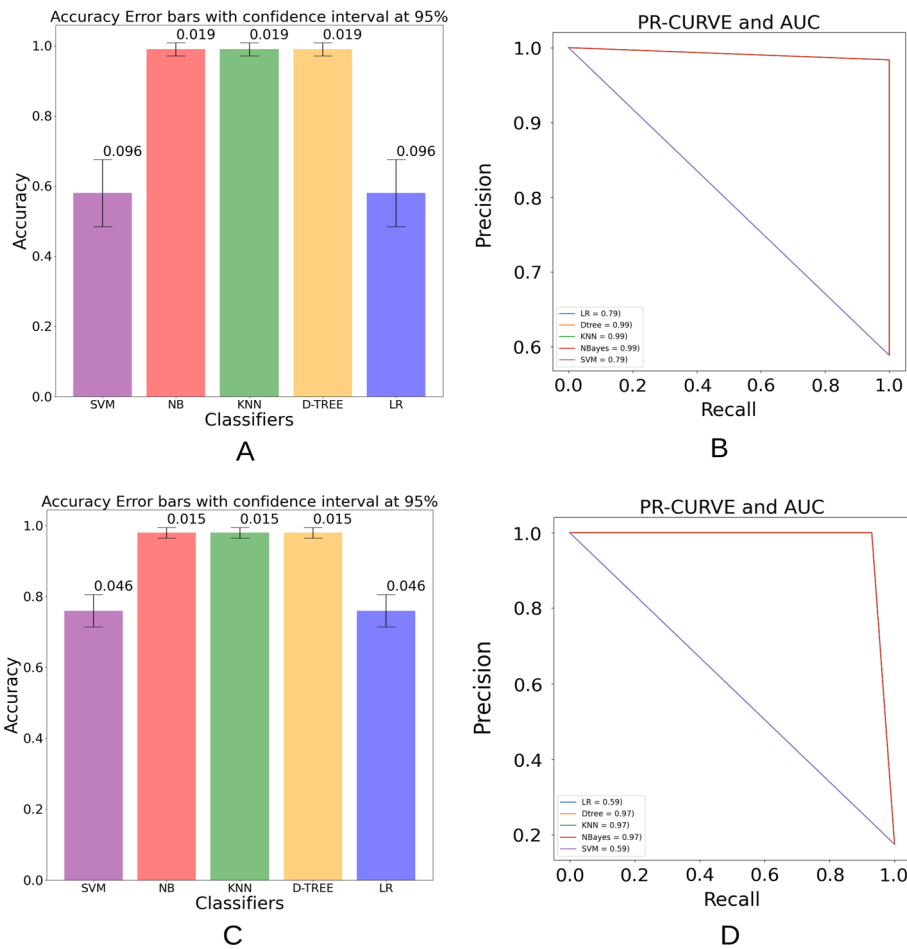 Accuracy Error bars with confidence interval at 95%
0.019 0.019 0.019
0.096 0.096
1.0
0.8
0.6
0.4
0.2
0.0
Accuracy
SVM NB KNN D-TREE LR
Classifiers
A
PR-CURVE and AUC
1.0
0.9
0.8
0.7
0.6
Precision
LR = 0.79)
Dtree = 0.99)
KNN = 0.99)
NBayes = 0.99)
SVM = 0.79)
0.0 0.2 0.4 0.6 0.8 1.0
Recall
B
Accuracy Error bars with confidence interval at 95%
0.015 0.015 0.015
0.046 0.046
1.0
0.8
0.6
0.4
0.2
0.0
Accuracy
SVM NB KNN D-TREE LR
Classifiers
C
PR-CURVE and AUC
1.0
0.8
0.6
0.4
0.2
Precision
LR = 0.59)
Dtree = 0.97)
KNN = 0.97)
NBayes = 0.97)
SVM = 0.59)
0.0 0.2 0.4 0.6 0.8 1.0
Recall
D